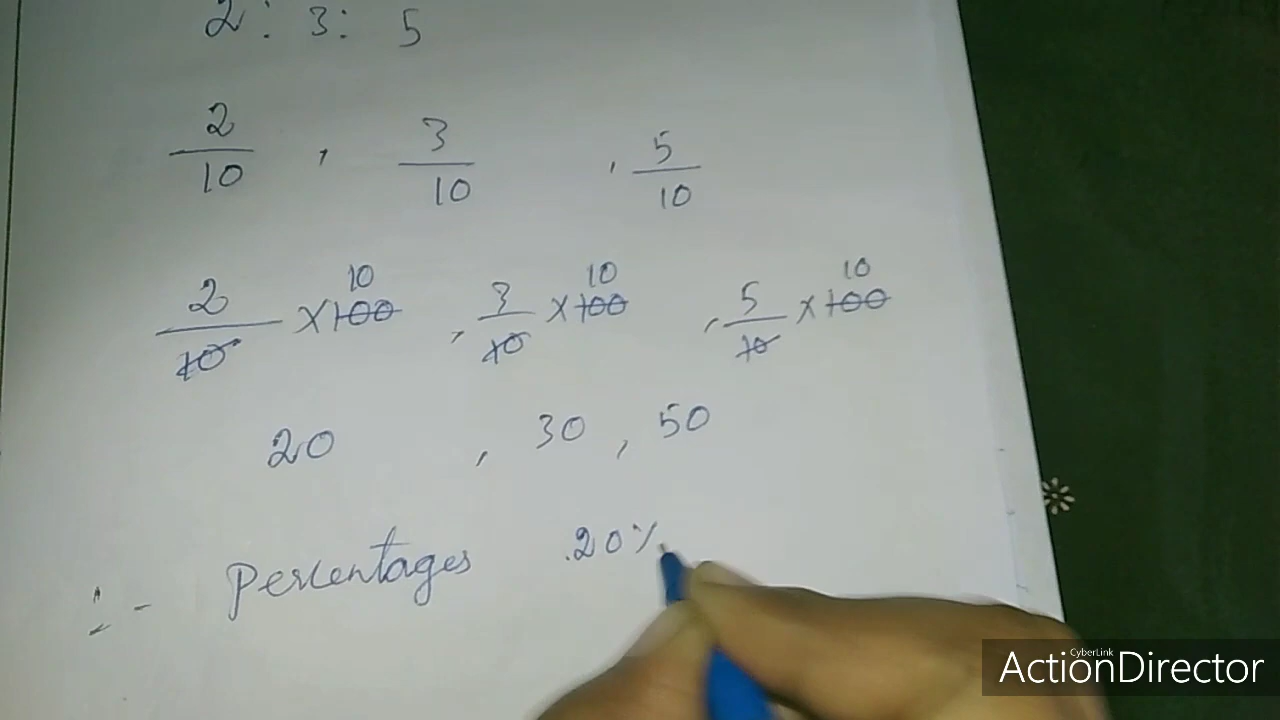 2 : 3 : 5
2/10 , 3/10 , 5/10
10 10 10
2/10 × 100 , 3/10 × 100 , 5/10 × 100
20 , 30 , 50
∴ - Percentages 20%
CyberLink
ActionDirector